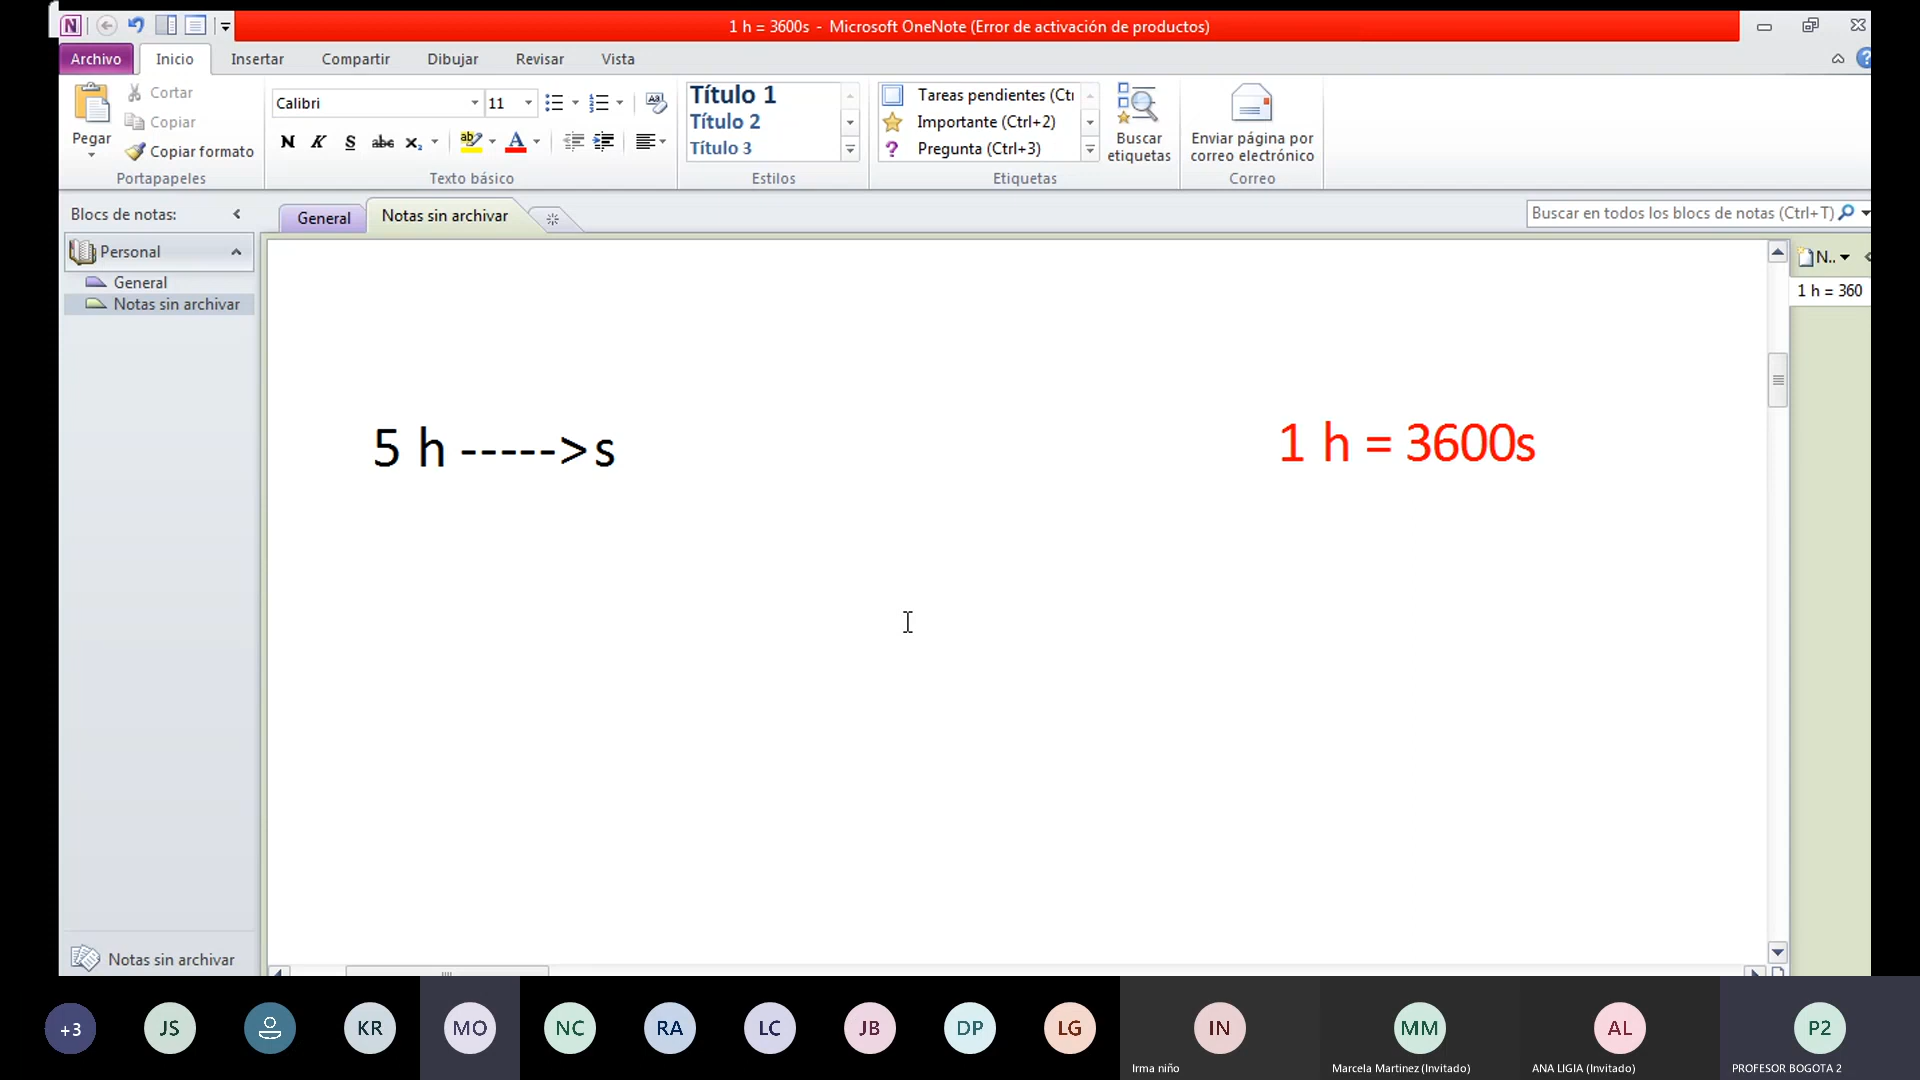 1 h = 3600s - Microsoft OneNote (Error de activación de productos)
Archivo Inicio Insertar Compartir Dibujar Revisar Vista
Pegar
Cortar
Copiar
Copiar formato
Portapapeles
Calibri 11
N K S abc x₂ ab A
Texto básico
Título 1
Título 2
Título 3
Estilos
Tareas pendientes (Ctr
Importante (Ctrl+2)
Pregunta (Ctrl+3)
Etiquetas
Buscar
etiquetas
Enviar página por
correo electrónico
Correo
Blocs de notas:
General
Notas sin archivar
Buscar en todos los blocs de notas (Ctrl+T)
Personal
General
Notas sin archivar
N..
1 h = 360
5 h ----->s
1 h = 3600s
Notas sin archivar
+3 JS KR MO NC RA LC JB DP LG IN MM AL P2
Irma niño
Marcela Martinez (Invitado)
ANA LIGIA (Invitado)
PROFESOR BOGOTA 2